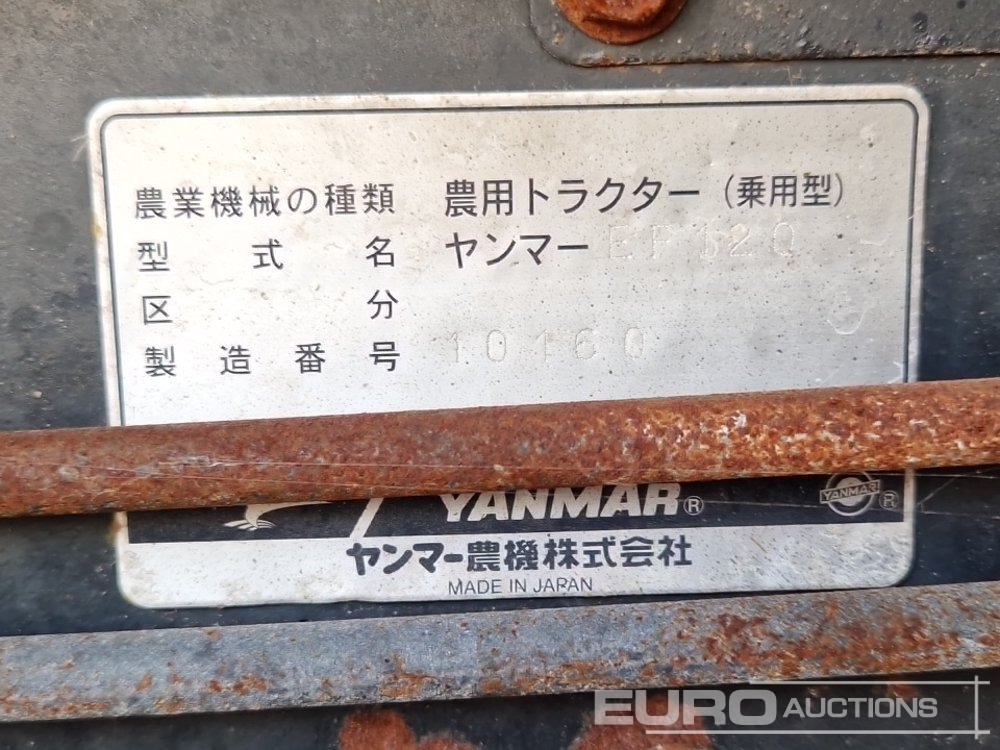 農業機械の種類 農用トラクター(乗用型)
型式名 ヤンマー EF120
区分
製造番号 10160
YANMAR® YANMAR ®
ヤンマー農機株式会社
MADE IN JAPAN
EURO AUCTIONS